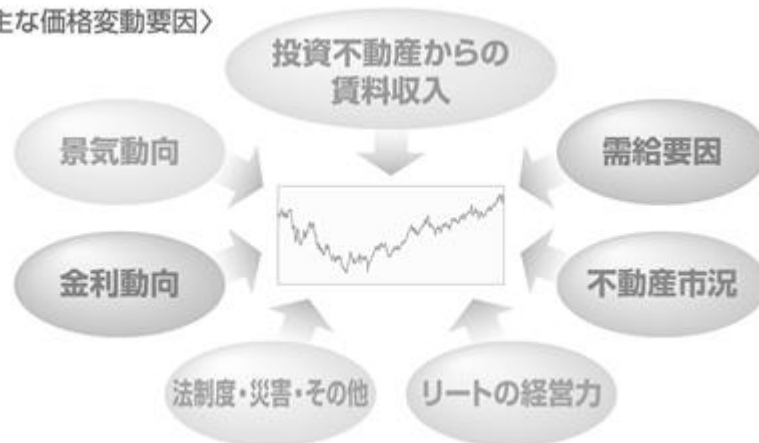 主な価格変動要因〉
投資不動産からの
賃料収入
景気動向
需給要因
金利動向
不動産市況
法制度・災害・その他
リートの経営力